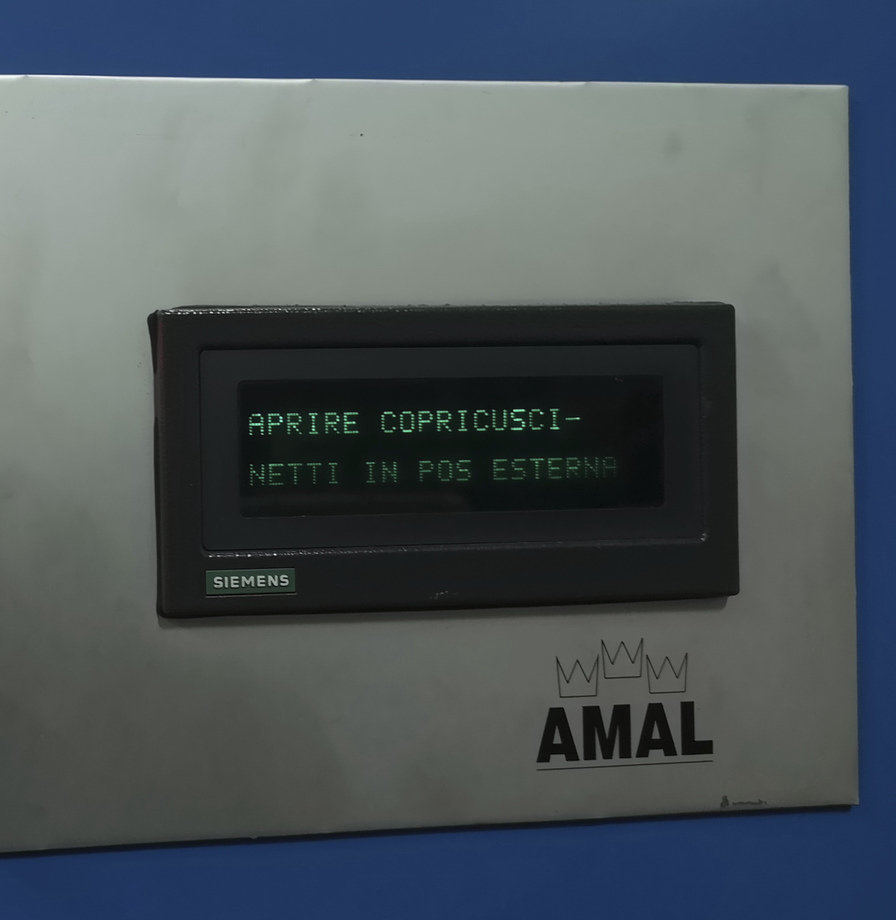 APRIRE COPRICUSCI-
NETTI IN POS ESTERNA
SIEMENS
AMAL